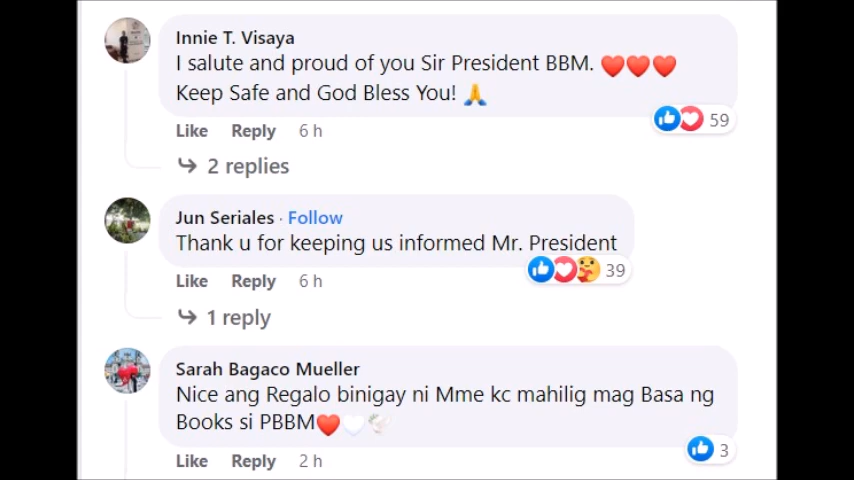 Innie T. Visaya
I salute and proud of you Sir President BBM. ❤️❤️❤️
Keep Safe and God Bless You! 🙏
Like Reply 6 h
59
2 replies
Jun Seriales · Follow
Thank u for keeping us informed Mr. President
Like Reply 6 h
39
1 reply
Sarah Bagaco Mueller
Nice ang Regalo binigay ni Mme kc mahilig mag Basa ng
Books si PBBM❤️🤍🕊️
Like Reply 2 h
3